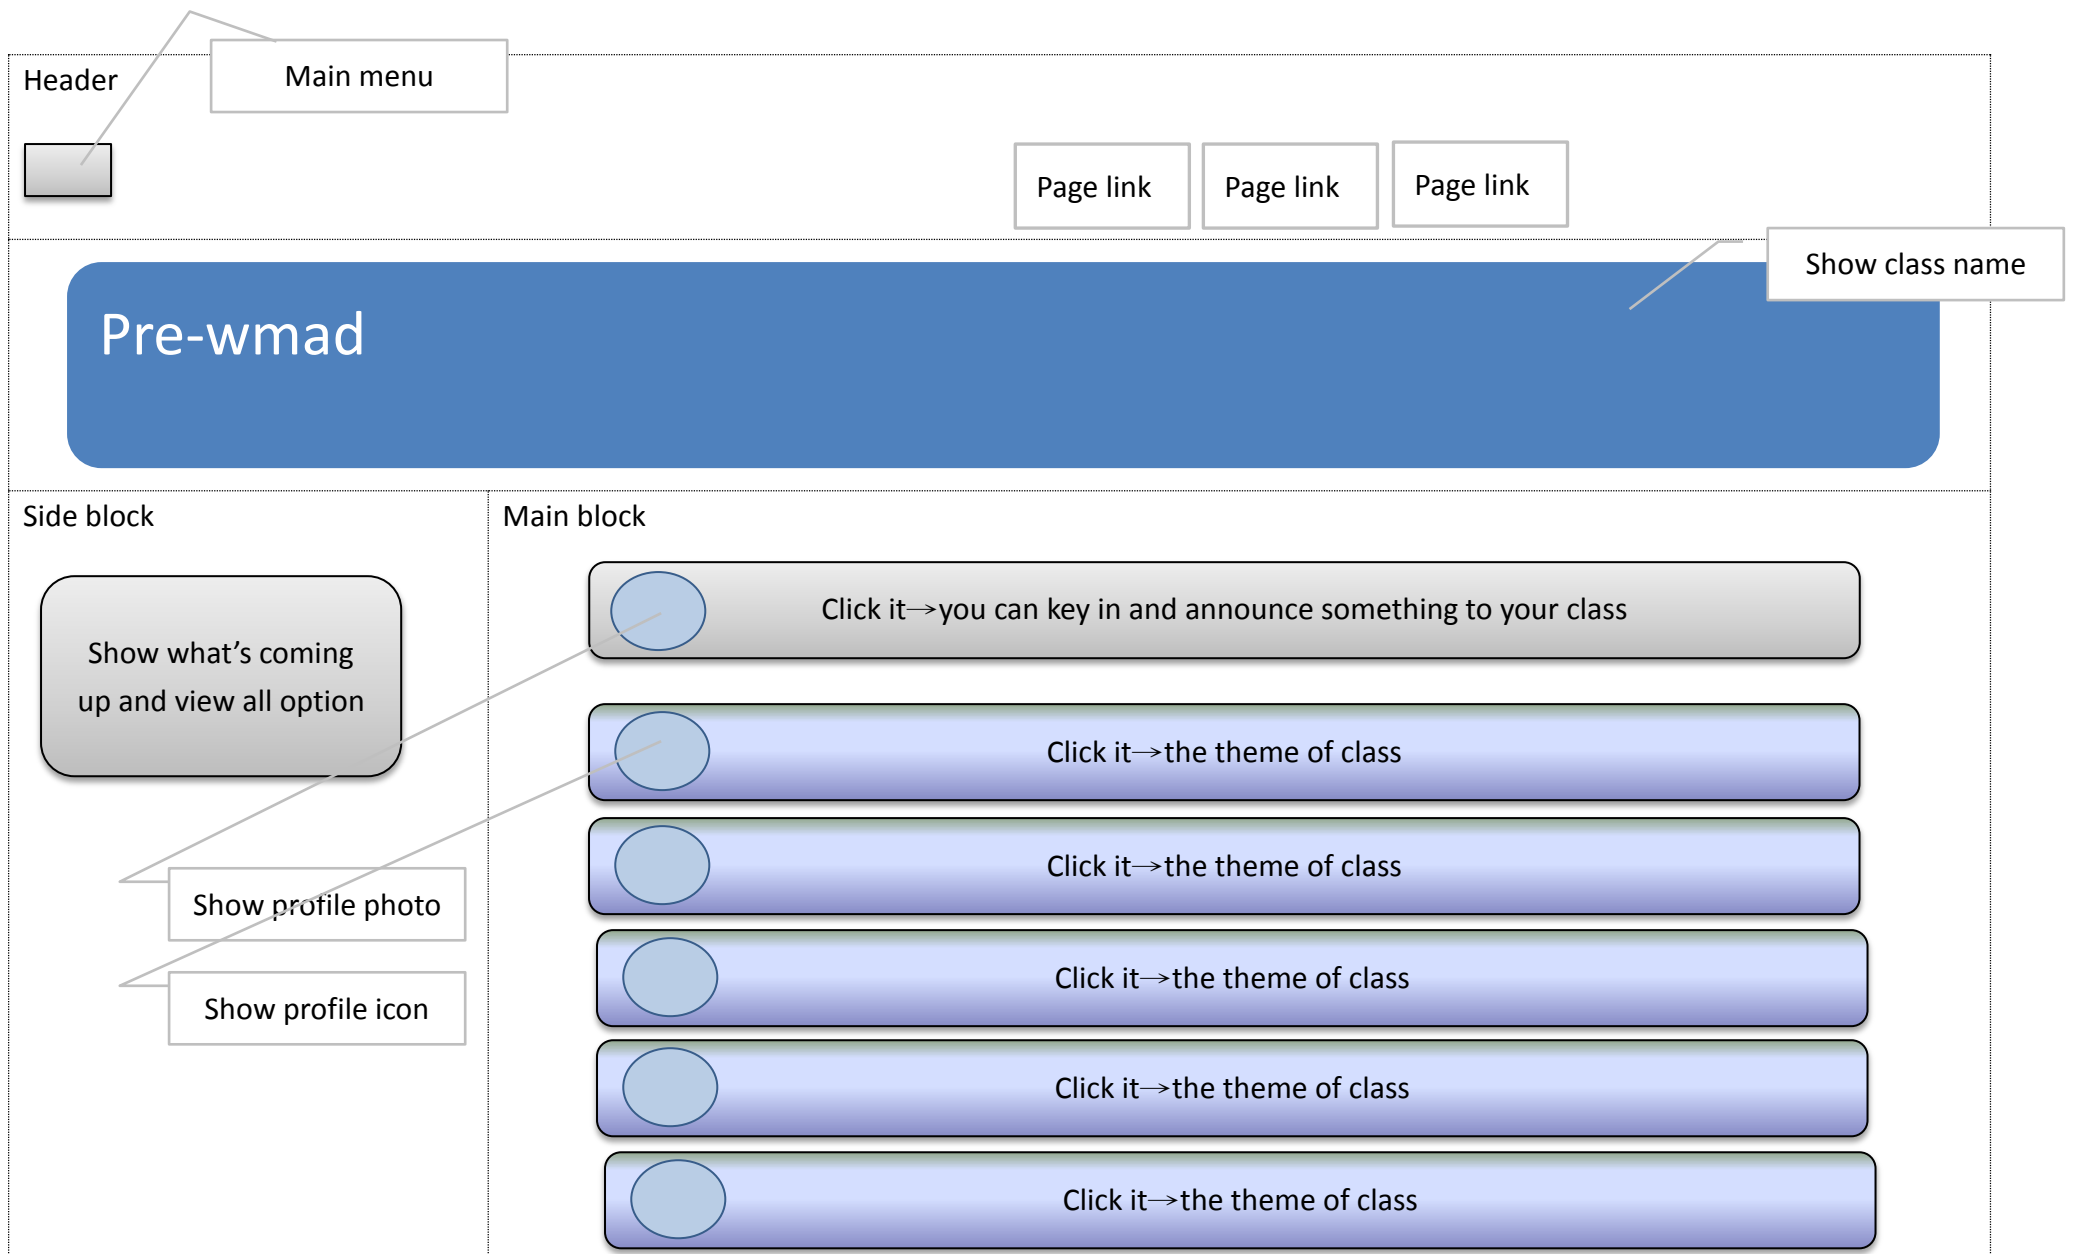 Header
Main menu
Page link
Page link
Page link
Show class name
Pre-wmad
Side block
Main block
Show what's coming
up and view all option
Click it→you can key in and announce something to your class
Click it→the theme of class
Click it→the theme of class
Show profile photo
Click it→the theme of class
Show profile icon
Click it→the theme of class
Click it→the theme of class